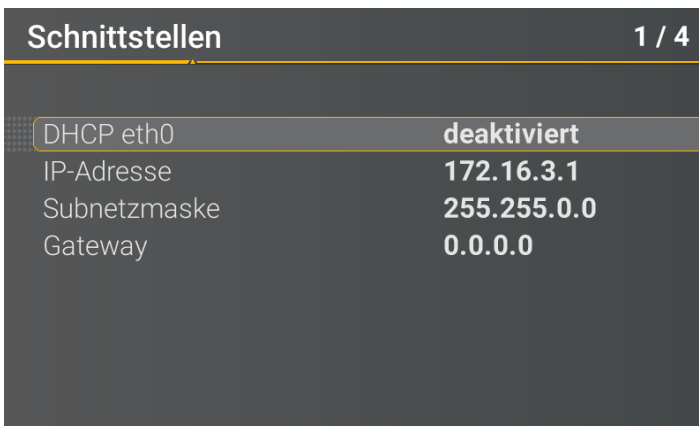 Schnittstellen 1 / 4
DHCP eth0 deaktiviert
IP-Adresse 172.16.3.1
Subnetzmaske 255.255.0.0
Gateway 0.0.0.0